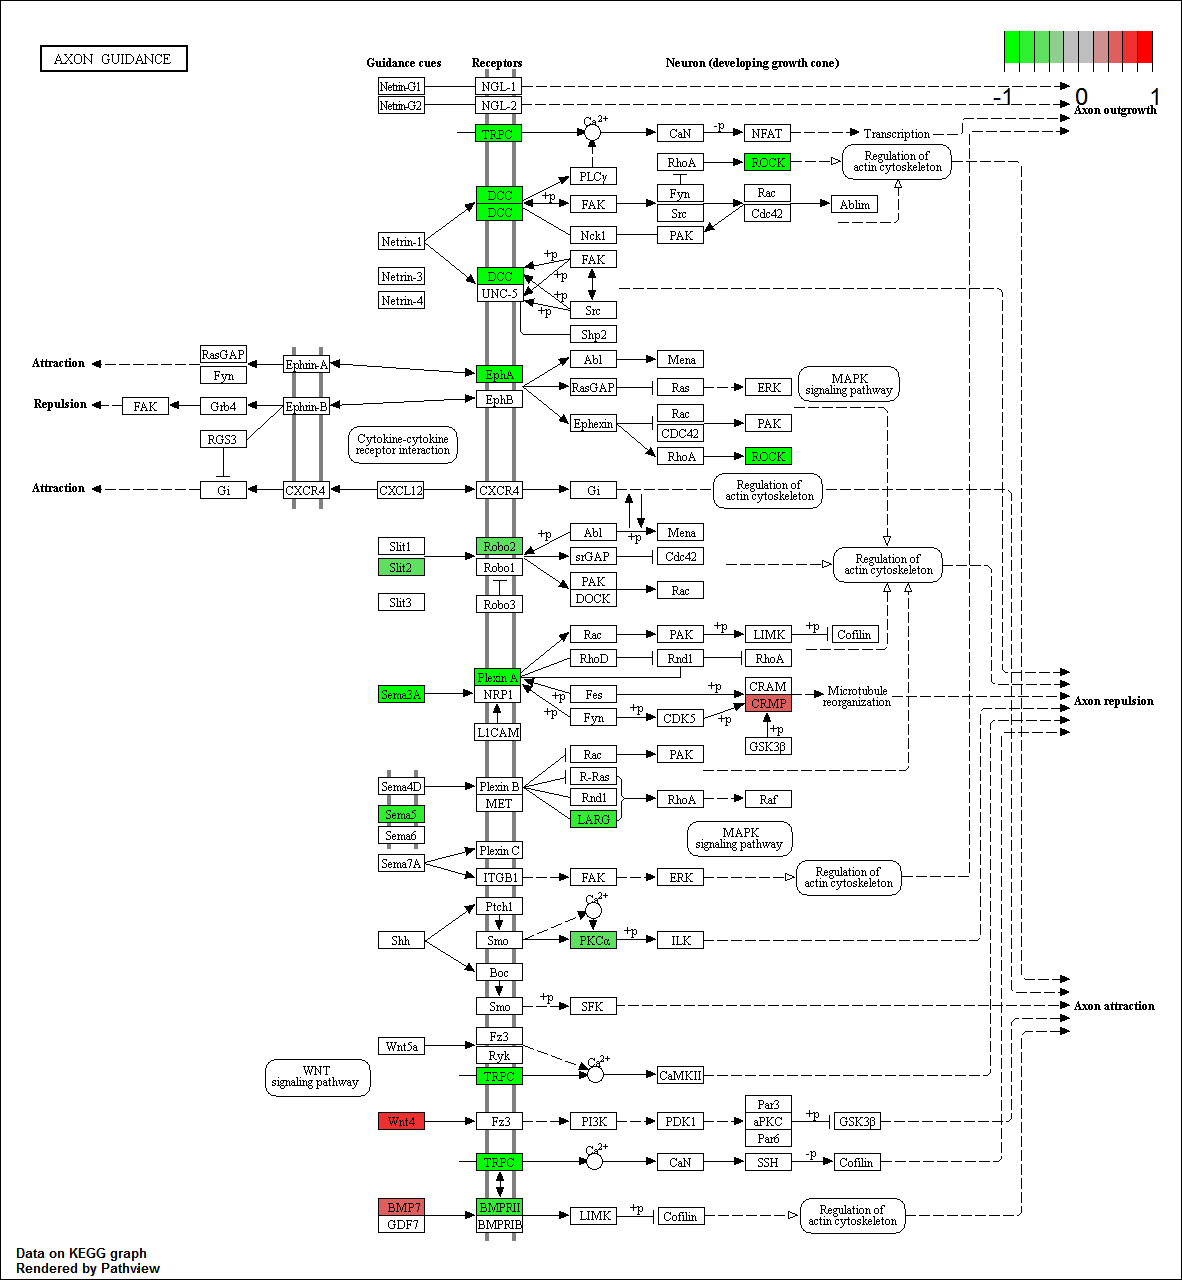 AXON GUIDANCE
Guidance cues
Receptors
Neuron (developing growth cone)
-1
0
1
Netrin-G1
NGL-1
Netrin-G2
NGL-2
Axon outgrowth
TRPC
Ca2+
CaN
-p
NFAT
Transcription
RhoA
ROCK
Regulation of
actin cytoskeleton
PLCγ
DCC
+p
FAK
Fyn
Rac
DCC
Src
Cdc42
Ablim
Netrin-1
Nck1
PAK
+p
FAK
Netrin-3
DCC
+p
Netrin-4
UNC-5
+p
+p
Src
Shp2
Attraction
RasGAP
Fyn
Ephrin-A
EphA
Abl
Mena
RasGAP
Ras
ERK
MAPK
signaling pathway
Repulsion
FAK
Grb4
Ephrin-B
EphB
Rac
Ephexin
CDC42
PAK
RGS3
Cytokine-cytokine
receptor interaction
RhoA
ROCK
Attraction
Gi
CXCR4
CXCL12
CXCR4
Gi
Regulation of
actin cytoskeleton
+p
Abl
+p
Mena
Slit1
Robo2
srGAP
Cdc42
Slit2
Robo1
PAK
DOCK
Rac
Regulation of
actin cytoskeleton
Slit3
Robo3
Rac
PAK
+p
LIMK
+p
Cofilin
RhoD
Rnd1
RhoA
Plexin A
Sema3A
NRP1
+p
Fes
+p
CRAM
CRMP
Microtubule
reorganization
Axon repulsion
+p
Fyn
+p
CDK5
+p
L1CAM
+p
GSK3β
Rac
PAK
Sema4D
Plexin B
R-Ras
MET
Rnd1
RhoA
Raf
Sema5
LARG
Sema6
MAPK
signaling pathway
Sema7A
Plexin C
ITGB1
FAK
ERK
Regulation of
actin cytoskeleton
Ptch1
Ca2+
Shh
Smo
PKCα
+p
ILK
Boc
Smo
+p
SFK
Axon attraction
Wnt5a
Fz3
Ryk
Ca2+
WNT
signaling pathway
TRPC
CaMKII
Par3
Wnt4
Fz3
PI3K
PDK1
aPKC
+p
GSK3β
Par6
TRPC
Ca2+
CaN
SSH
-p
Cofilin
BMP7
BMPRII
GDF7
BMPRIB
LIMK
+p
Cofilin
Regulation of
actin cytoskeleton
Data on KEGG graph
Rendered by Pathview